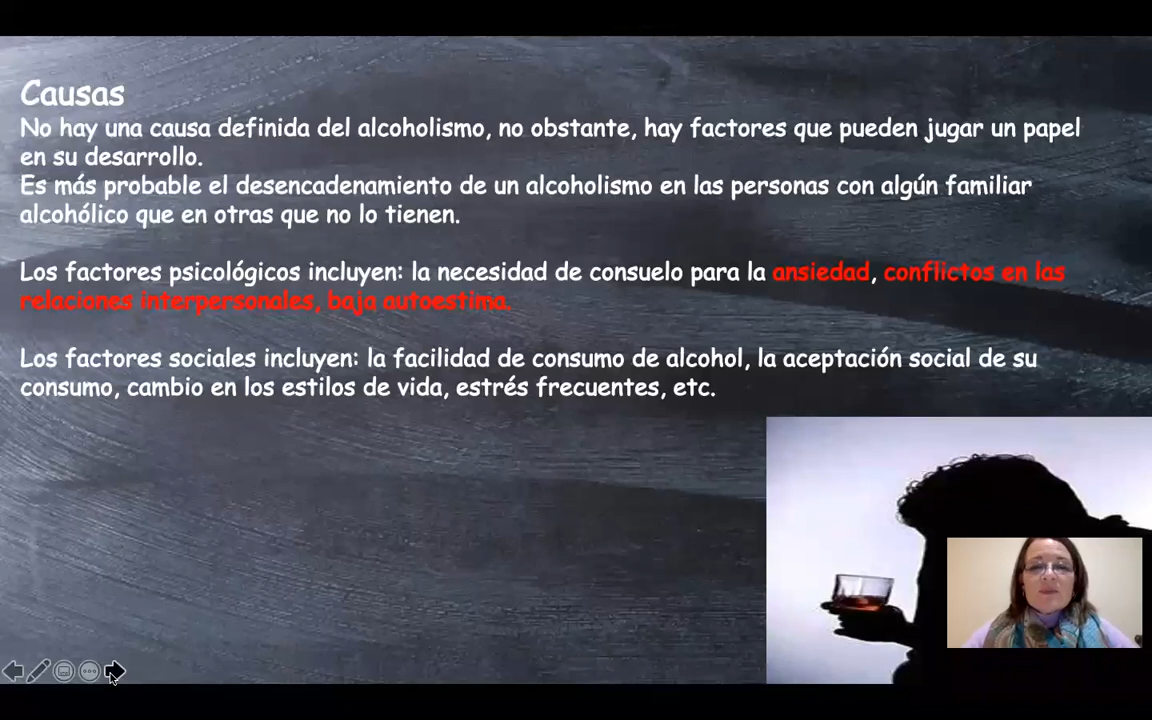 Causas
No hay una causa definida del alcoholismo, no obstante, hay factores que pueden jugar un papel
en su desarrollo.
Es más probable el desencadenamiento de un alcoholismo en las personas con algún familiar
alcohólico que en otras que no lo tienen.
Los factores psicológicos incluyen: la necesidad de consuelo para la ansiedad, conflictos en las
relaciones interpersonales, baja autoestima.
Los factores sociales incluyen: la facilidad de consumo de alcohol, la aceptación social de su
consumo, cambio en los estilos de vida, estrés frecuentes, etc.